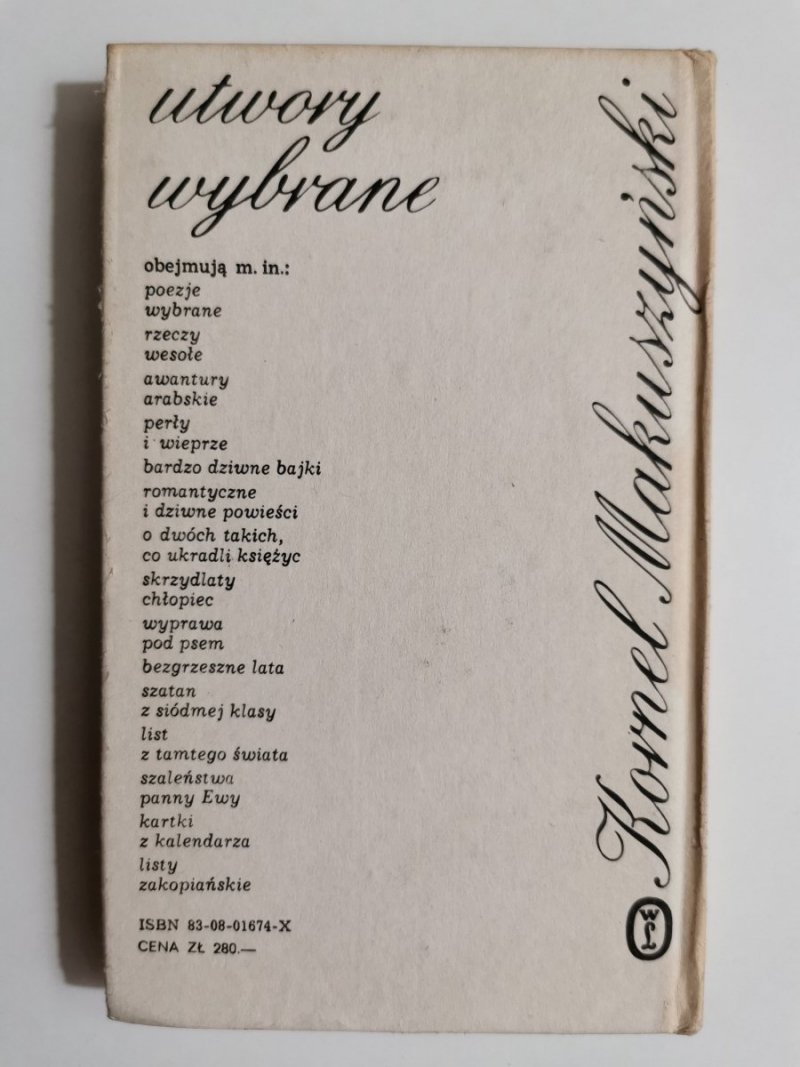 utwory
wybrane
obejmują m. in.:
poezje
wybrane
rzeczy
wesołe
awantury
arabskie
perły
i wieprze
bardzo dziwne bajki
romantyczne
i dziwne powieści
o dwóch takich,
co ukradli księżyc
skrzydlaty
chłopiec
wyprawa
pod psem
bezgrzeszne lata
szatan
z siódmej klasy
list
z tamtego świata
szaleństwa
panny Ewy
kartki
z kalendarza
listy
zakopiańskie
ISBN 83-08-01674-X
CENA ZŁ 280.—
Kornel Makuszyński
WL